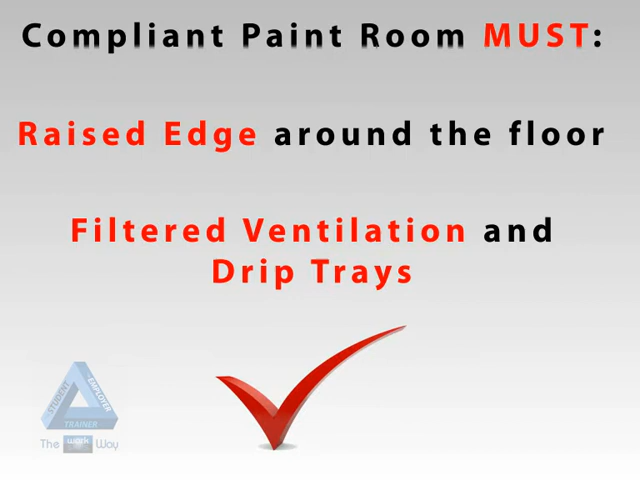 Compliant Paint Room MUST:
Raised Edge around the floor
Filtered Ventilation and
Drip Trays
STUDENT
EMPLOYER
TRAINER
The work Way